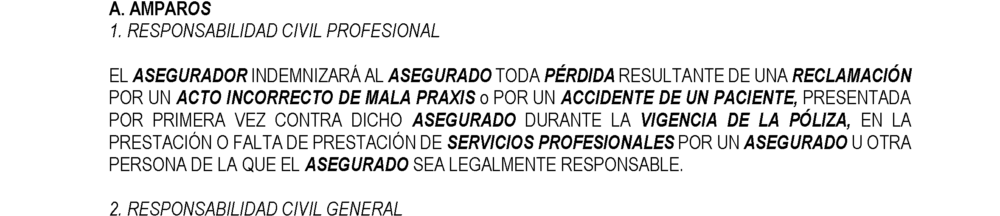 A. AMPAROS
1. RESPONSABILIDAD CIVIL PROFESIONAL
EL ASEGURADOR INDEMNIZARÁ AL ASEGURADO TODA PÉRDIDA RESULTANTE DE UNA RECLAMACIÓN
POR UN ACTO INCORRECTO DE MALA PRAXIS o POR UN ACCIDENTE DE UN PACIENTE, PRESENTADA
POR PRIMERA VEZ CONTRA DICHO ASEGURADO DURANTE LA VIGENCIA DE LA PÓLIZA, EN LA
PRESTACIÓN O FALTA DE PRESTACIÓN DE SERVICIOS PROFESIONALES POR UN ASEGURADO U OTRA
PERSONA DE LA QUE EL ASEGURADO SEA LEGALMENTE RESPONSABLE.
2. RESPONSABILIDAD CIVIL GENERAL